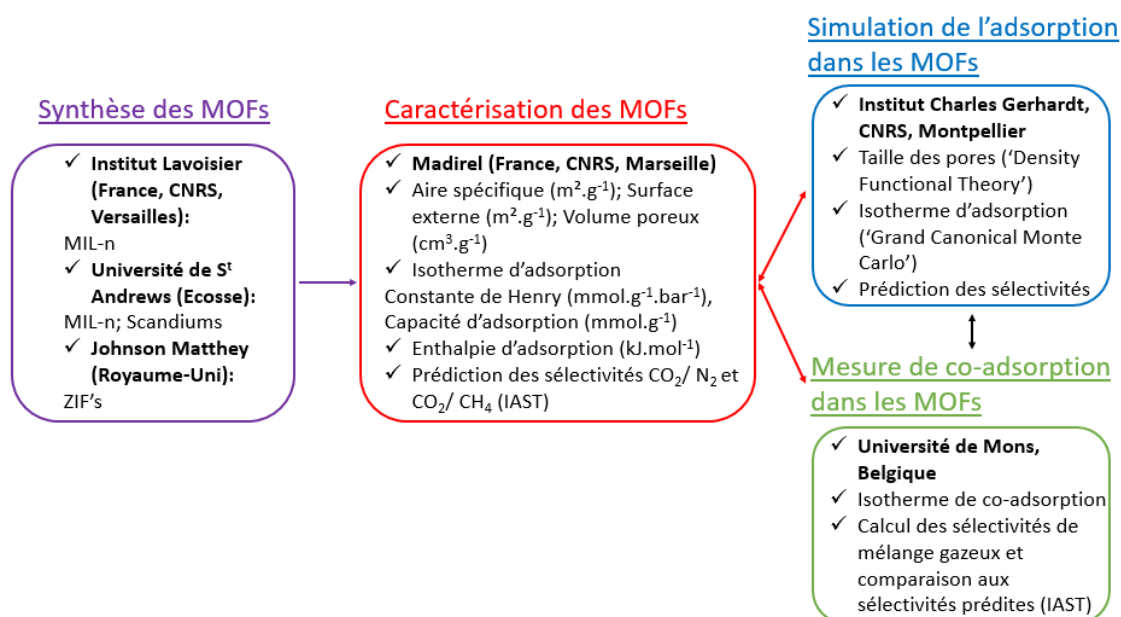 Synthèse des MOFs
✓ Institut Lavoisier
(France, CNRS,
Versailles):
MIL-n
✓ Université de Sᵗ
Andrews (Ecosse):
MIL-n; Scandiums
✓ Johnson Matthey
(Royaume-Uni):
ZIF's
Caractérisation des MOFs
✓ Madirel (France, CNRS, Marseille)
✓ Aire spécifique (m².g⁻¹); Surface
externe (m².g⁻¹); Volume poreux
(cm³.g⁻¹)
✓ Isotherme d'adsorption
Constante de Henry (mmol.g⁻¹.bar⁻¹),
Capacité d'adsorption (mmol.g⁻¹)
✓ Enthalpie d'adsorption (kJ.mol⁻¹)
✓ Prédiction des sélectivités CO₂/ N₂ et
CO₂/ CH₄ (IAST)
Simulation de l'adsorption
dans les MOFs
✓ Institut Charles Gerhardt,
CNRS, Montpellier
✓ Taille des pores ('Density
Functional Theory')
✓ Isotherme d'adsorption
('Grand Canonical Monte
Carlo')
✓ Prédiction des sélectivités
Mesure de co-adsorption
dans les MOFs
✓ Université de Mons,
Belgique
✓ Isotherme de co-adsorption
✓ Calcul des sélectivités de
mélange gazeux et
comparaison aux
sélectivités prédites (IAST)